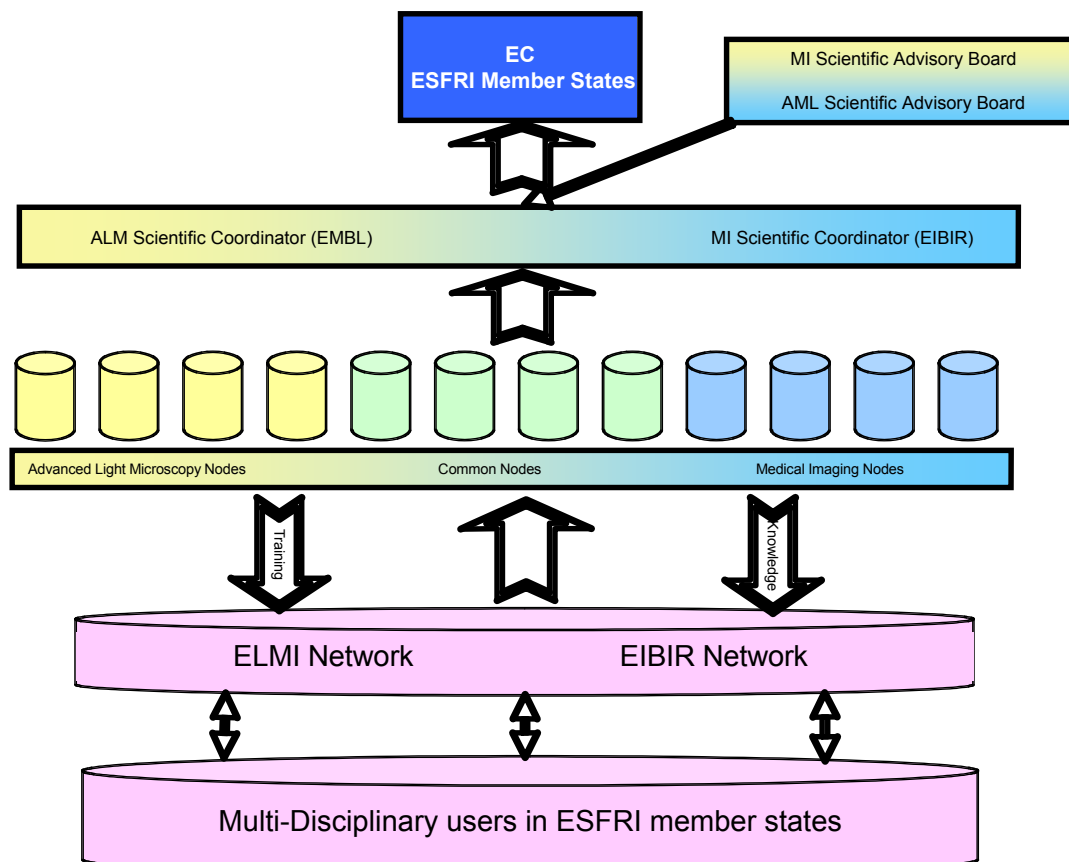 EC
ESFRI Member States
MI Scientific Advisory Board
AML Scientific Advisory Board
ALM Scientific Coordinator (EMBL)
MI Scientific Coordinator (EIBIR)
Advanced Light Microscopy Nodes
Common Nodes
Medical Imaging Nodes
Training
Knowledge
ELMI Network
EIBIR Network
Multi-Disciplinary users in ESFRI member states